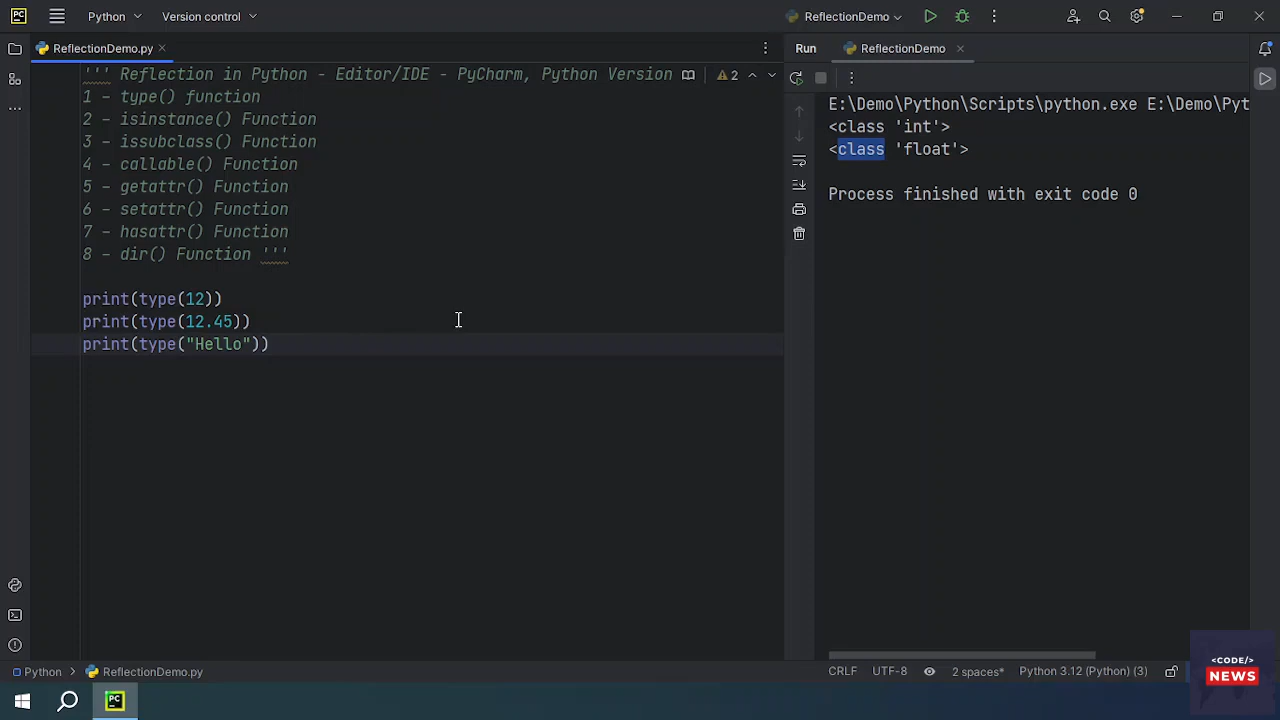 PC Python Version control ReflectionDemo
ReflectionDemo.py
Run ReflectionDemo
''' Reflection in Python - Editor/IDE - PyCharm, Python Version
2
1 - type() function
2 - isinstance() Function
3 - issubclass() Function
4 - callable() Function
5 - getattr() Function
6 - setattr() Function
7 - hasattr() Function
8 - dir() Function '''
print(type(12))
print(type(12.45))
print(type("Hello"))
E:\Demo\Python\Scripts\python.exe E:\Demo\Pyt
<class 'int'>
<class 'float'>
Process finished with exit code 0
Python > ReflectionDemo.py
CRLF UTF-8 2 spaces* Python 3.12 (Python) (3)
<CODE/>
NEWS
PC